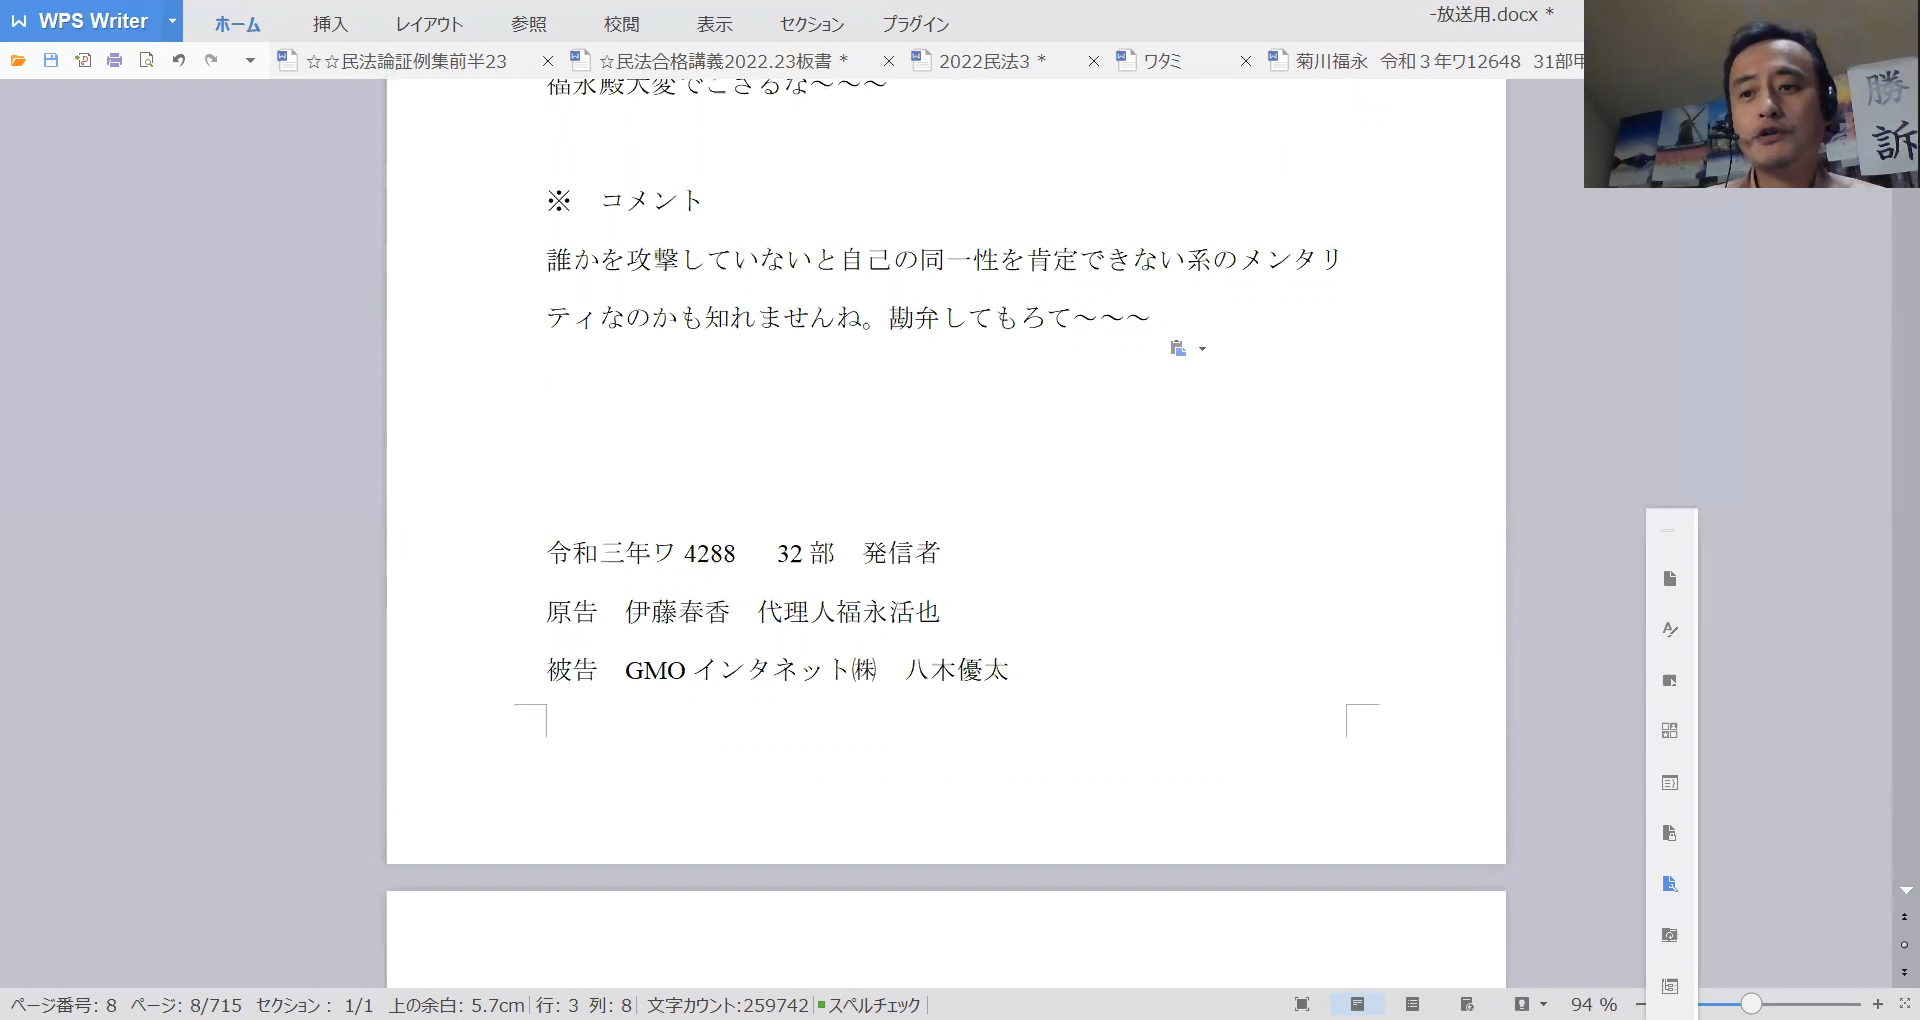 WPS Writer
ホーム
挿入
レイアウト
参照
校閲
表示
セクション
プラグイン
-放送用.docx *
☆☆民法論証例集前半23
☆民法合格講義2022.23板書 *
2022民法3 *
ワタミ
菊川福永 令和３年ワ12648 31部甲
勝
訴
福永殿大変でござるな～～～
※　コメント
誰かを攻撃していないと自己の同一性を肯定できない系のメンタリ
ティなのかも知れませんね。勘弁してもろて～～～
令和三年ワ 4288　32 部　発信者
原告　伊藤春香　代理人福永活也
被告　GMO インタネット㈱　八木優太
ページ番号: 8 ページ: 8/715 セクション： 1/1 上の余白: 5.7cm 行: 3 列: 8 文字カウント:259742 スペルチェック
94 %